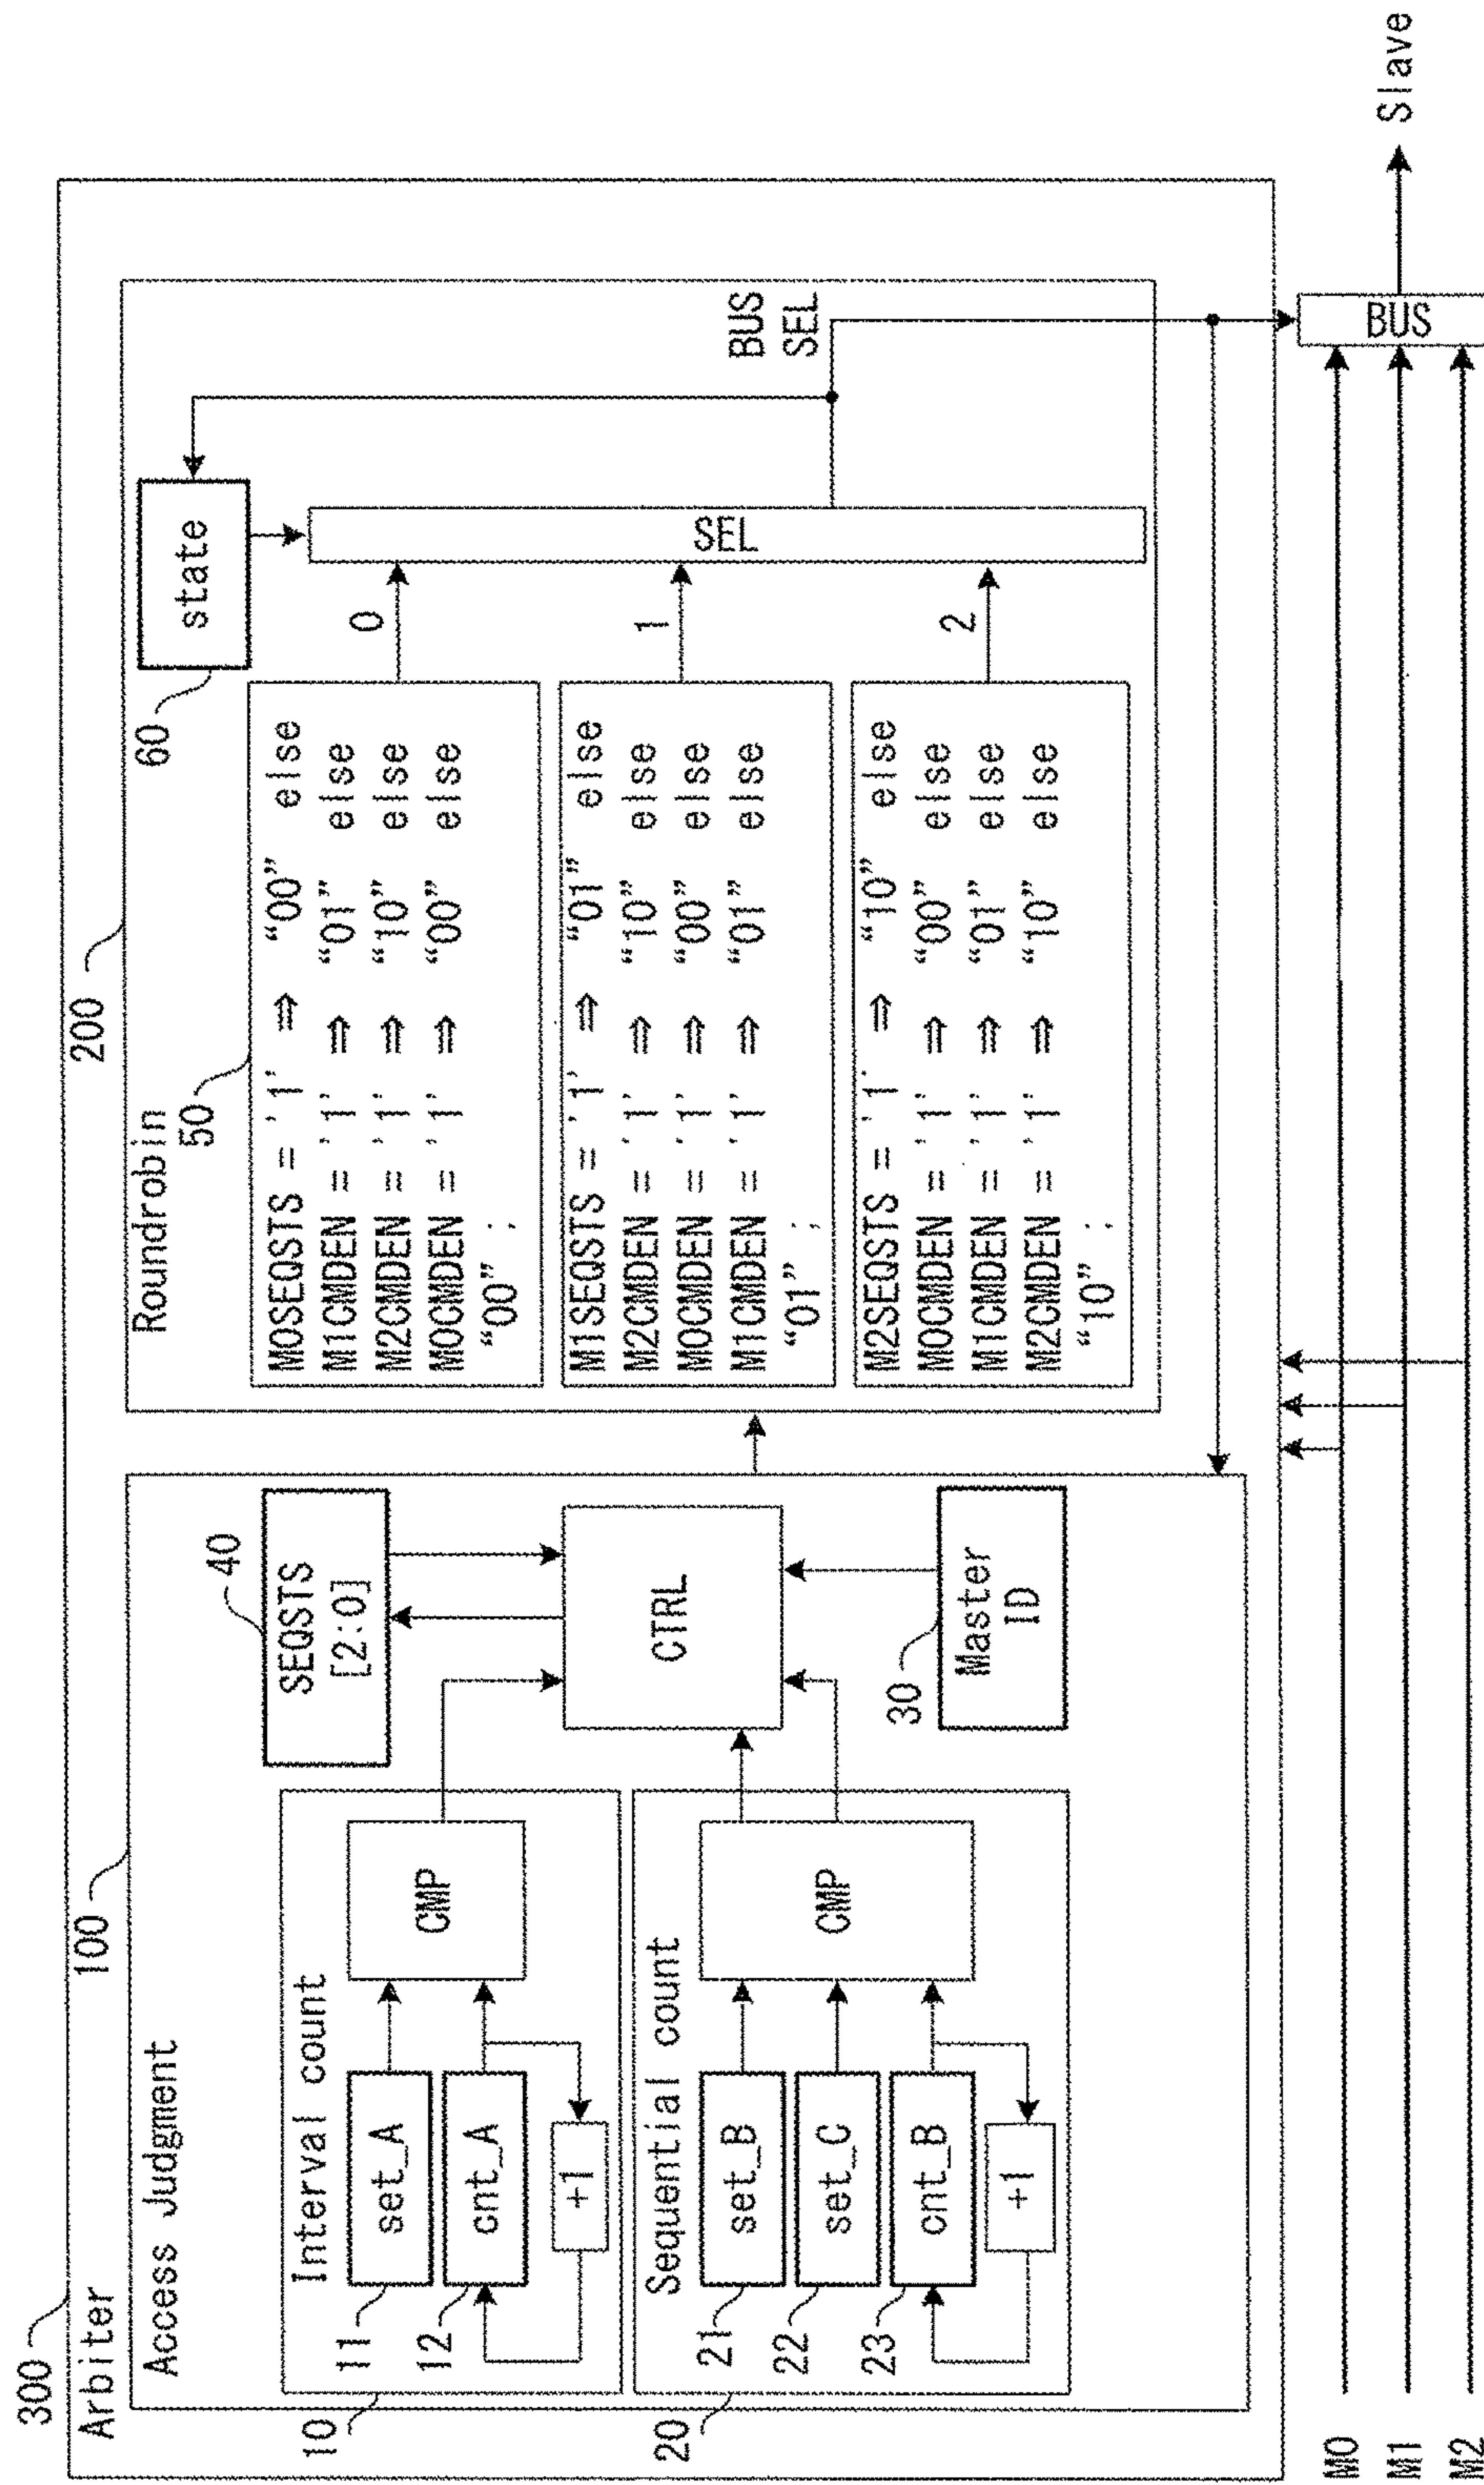 300
Arbiter
100
Access Judgment
10
Interval count
11
set_A
12
cnt_A
+1
CMP
20
Sequential count
21
set_B
22
set_C
23
cnt_B
+1
CMP
40
SEQSTS
[2:0]
CTRL
30
Master
ID
200
Roundrobin
50
M0SEQSTS = '1' ⇒ “00” else
M1CMDEN = '1' ⇒ “01” else
M2CMDEN = '1' ⇒ “10” else
M0CMDEN = '1' ⇒ “00” else
“00” ;
M1SEQSTS = '1' ⇒ “01” else
M2CMDEN = '1' ⇒ “10” else
M0CMDEN = '1' ⇒ “00” else
M1CMDEN = '1' ⇒ “01” else
“01” ;
M2SEQSTS = '1' ⇒ “10” else
M0CMDEN = '1' ⇒ “00” else
M1CMDEN = '1' ⇒ “01” else
M2CMDEN = '1' ⇒ “10” else
“10” ;
60
state
0
1
2
SEL
BUS
SEL
M0
M1
M2
BUS
Slave